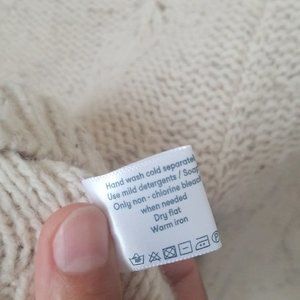 Hand wash cold separately
Use mild detergents / Soap
Only non - chlorine bleach
when needed
Dry flat
Warm iron
P